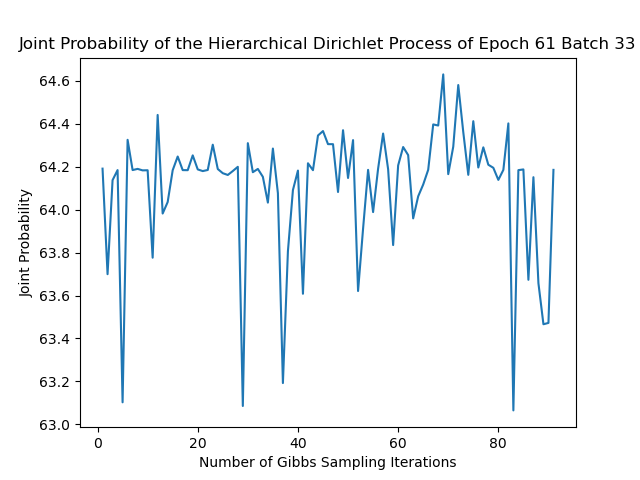 Joint Probability of the Hierarchical Dirichlet Process of Epoch 61 Batch 33
64.6
64.4
64.2
64.0
63.8
63.6
63.4
63.2
63.0
Joint Probability
0 20 40 60 80
Number of Gibbs Sampling Iterations